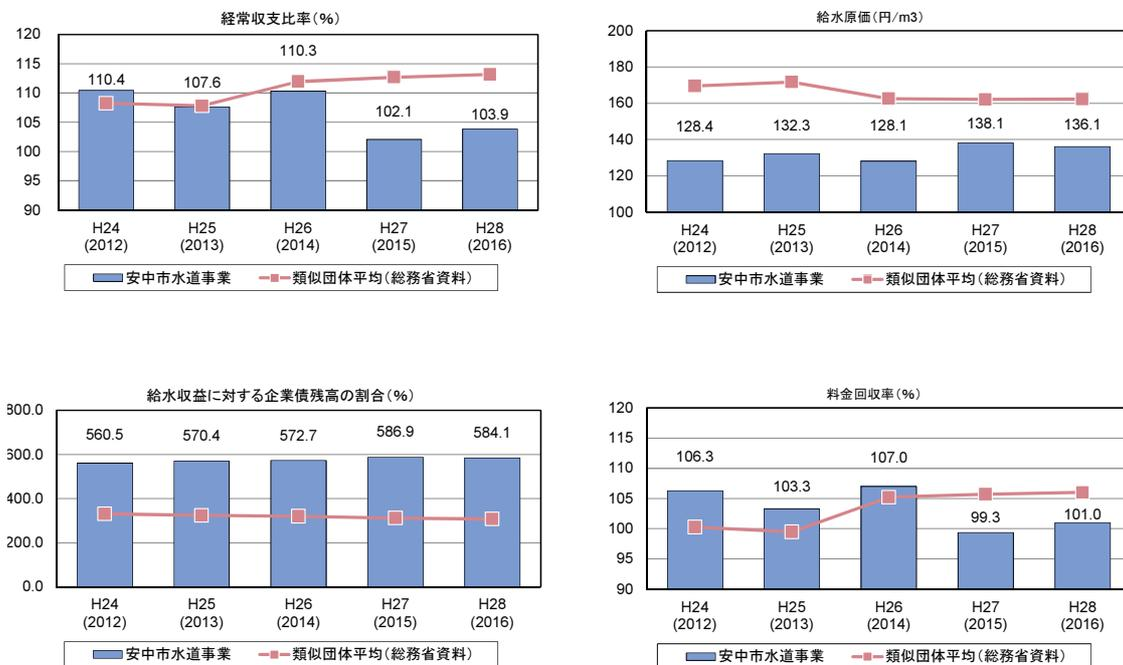 経常収支比率(%)
120
115
110
105
100
95
90
110.4
107.6
110.3
102.1
103.9
H24 H25 H26 H27 H28
(2012) (2013) (2014) (2015) (2016)
安中市水道事業 類似団体平均(総務省資料)
給水原価(円/m3)
200
180
160
140
120
100
128.4
132.3
128.1
138.1
136.1
H24 H25 H26 H27 H28
(2012) (2013) (2014) (2015) (2016)
安中市水道事業 類似団体平均(総務省資料)
給水収益に対する企業債残高の割合(%)
800.0
600.0
400.0
200.0
0.0
560.5
570.4
572.7
586.9
584.1
H24 H25 H26 H27 H28
(2012) (2013) (2014) (2015) (2016)
安中市水道事業 類似団体平均(総務省資料)
料金回収率(%)
120
115
110
105
100
95
90
106.3
103.3
107.0
99.3
101.0
H24 H25 H26 H27 H28
(2012) (2013) (2014) (2015) (2016)
安中市水道事業 類似団体平均(総務省資料)